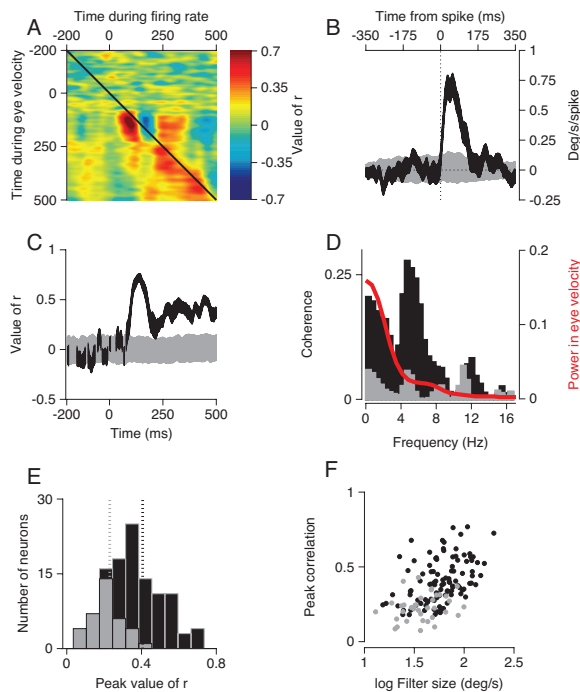 A
Time during firing rate
-200 0 250 500
Time during eye velocity
-200
0
250
500
0.7
0.35
0
-0.35
-0.7
Value of r
B
Time from spike (ms)
-350 -175 0 175 350
1
0.75
0.5
0.25
0
-0.25
Deg/s/spike
C
Value of r
1
0.5
0
-0.5
-200 0 250 500
Time (ms)
D
Coherence
0.25
0
0.2
0.1
0
Power in eye velocity
0 4 8 12 16
Frequency (Hz)
E
Number of neurons
30
15
0
0 0.4 0.8
Peak value of r
F
Peak correlation
1
0.5
0
1 1.5 2 2.5
log Filter size (deg/s)